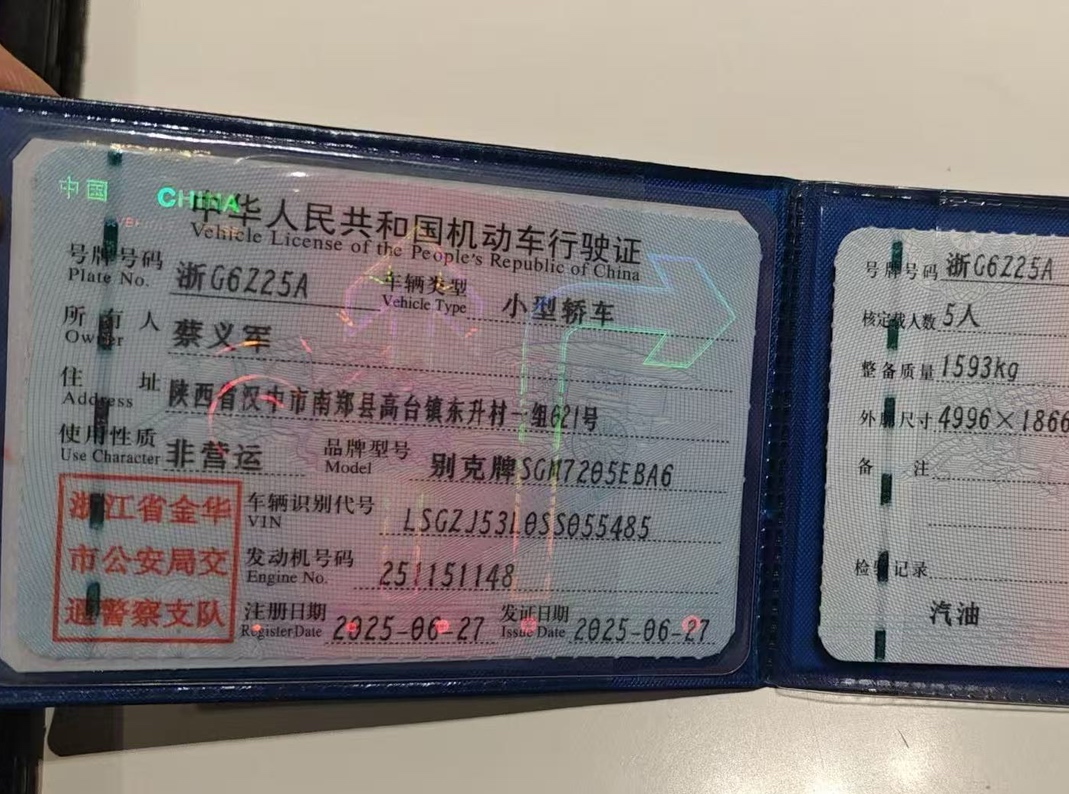 中国 CHINA
中华人民共和国机动车行驶证
Vehicle License of the People's Republic of China
号牌号码 浙G6Z25A 车辆类型 小型轿车
Plate No. Vehicle Type
所有人 蔡义军
Owner
住址 陕西省汉中市南郑县高台镇东升村一组621号
Address
使用性质 非营运 品牌型号 别克牌SGM7205EBA6
Use Character Model
浙江省金华
市公安局交
通警察支队
车辆识别代号 LSGZJ53L0SS055485
VIN
发动机号码 251151148
Engine No.
注册日期 2025-06-27 发证日期 2025-06-27
Register Date Issue Date
号牌号码 浙G6Z25A
核定载人数 5人
整备质量 1593kg
外廓尺寸 4996×1866
备注
检验记录
汽油